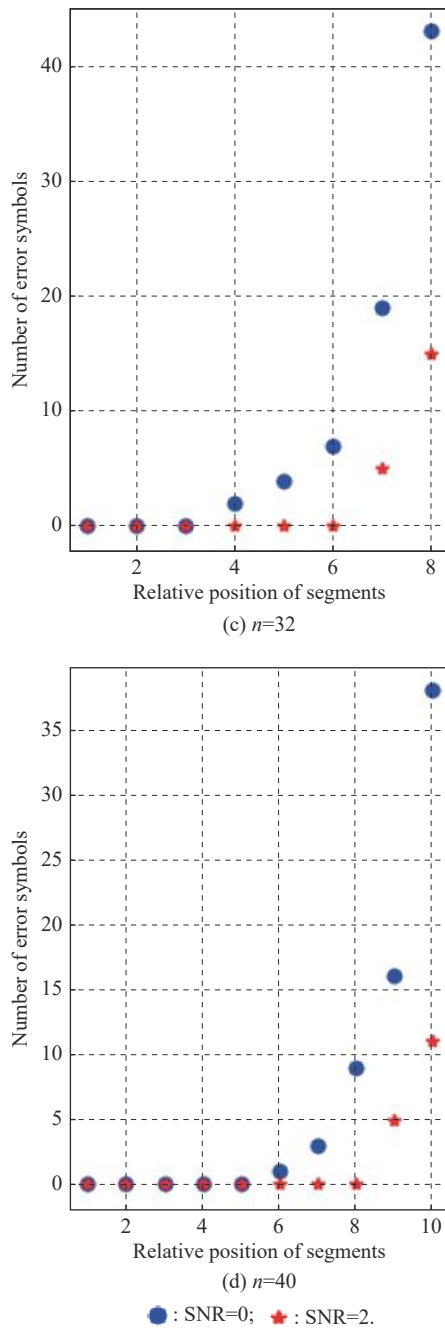 40
30
20
10
0
Number of error symbols
2 4 6 8
Relative position of segments
(c) n=32
35
30
25
20
15
10
5
0
Number of error symbols
2 4 6 8 10
Relative position of segments
(d) n=40
: SNR=0; : SNR=2.